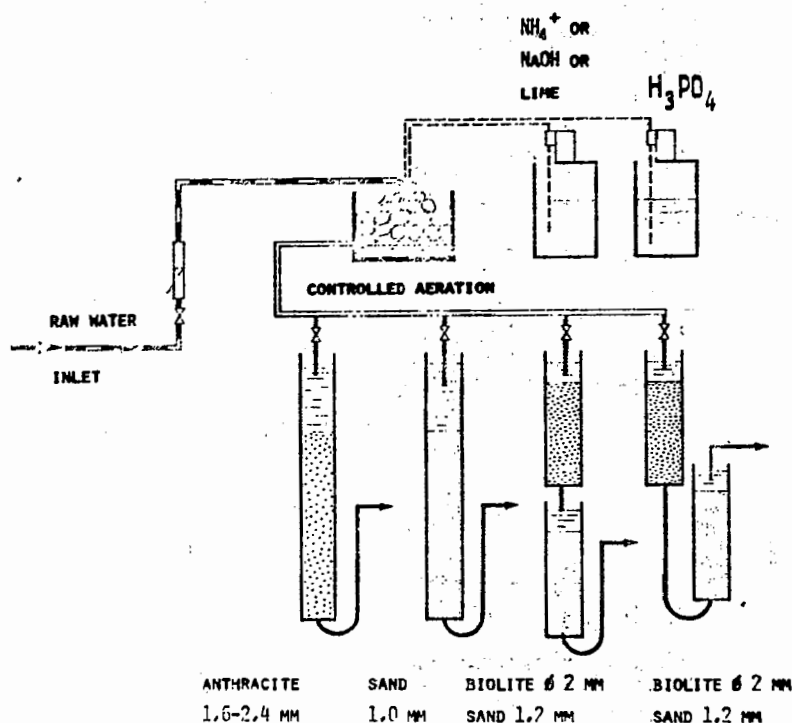 NH4+ OR
NAOH OR
LIME
H3PO4
CONTROLLED AERATION
RAW WATER
INLET
ANTHRACITE
1.6-2.4 MM
SAND
1.0 MM
BIOLITE ø 2 MM
SAND 1.2 MM
BIOLITE ø 2 MM
SAND 1.2 MM